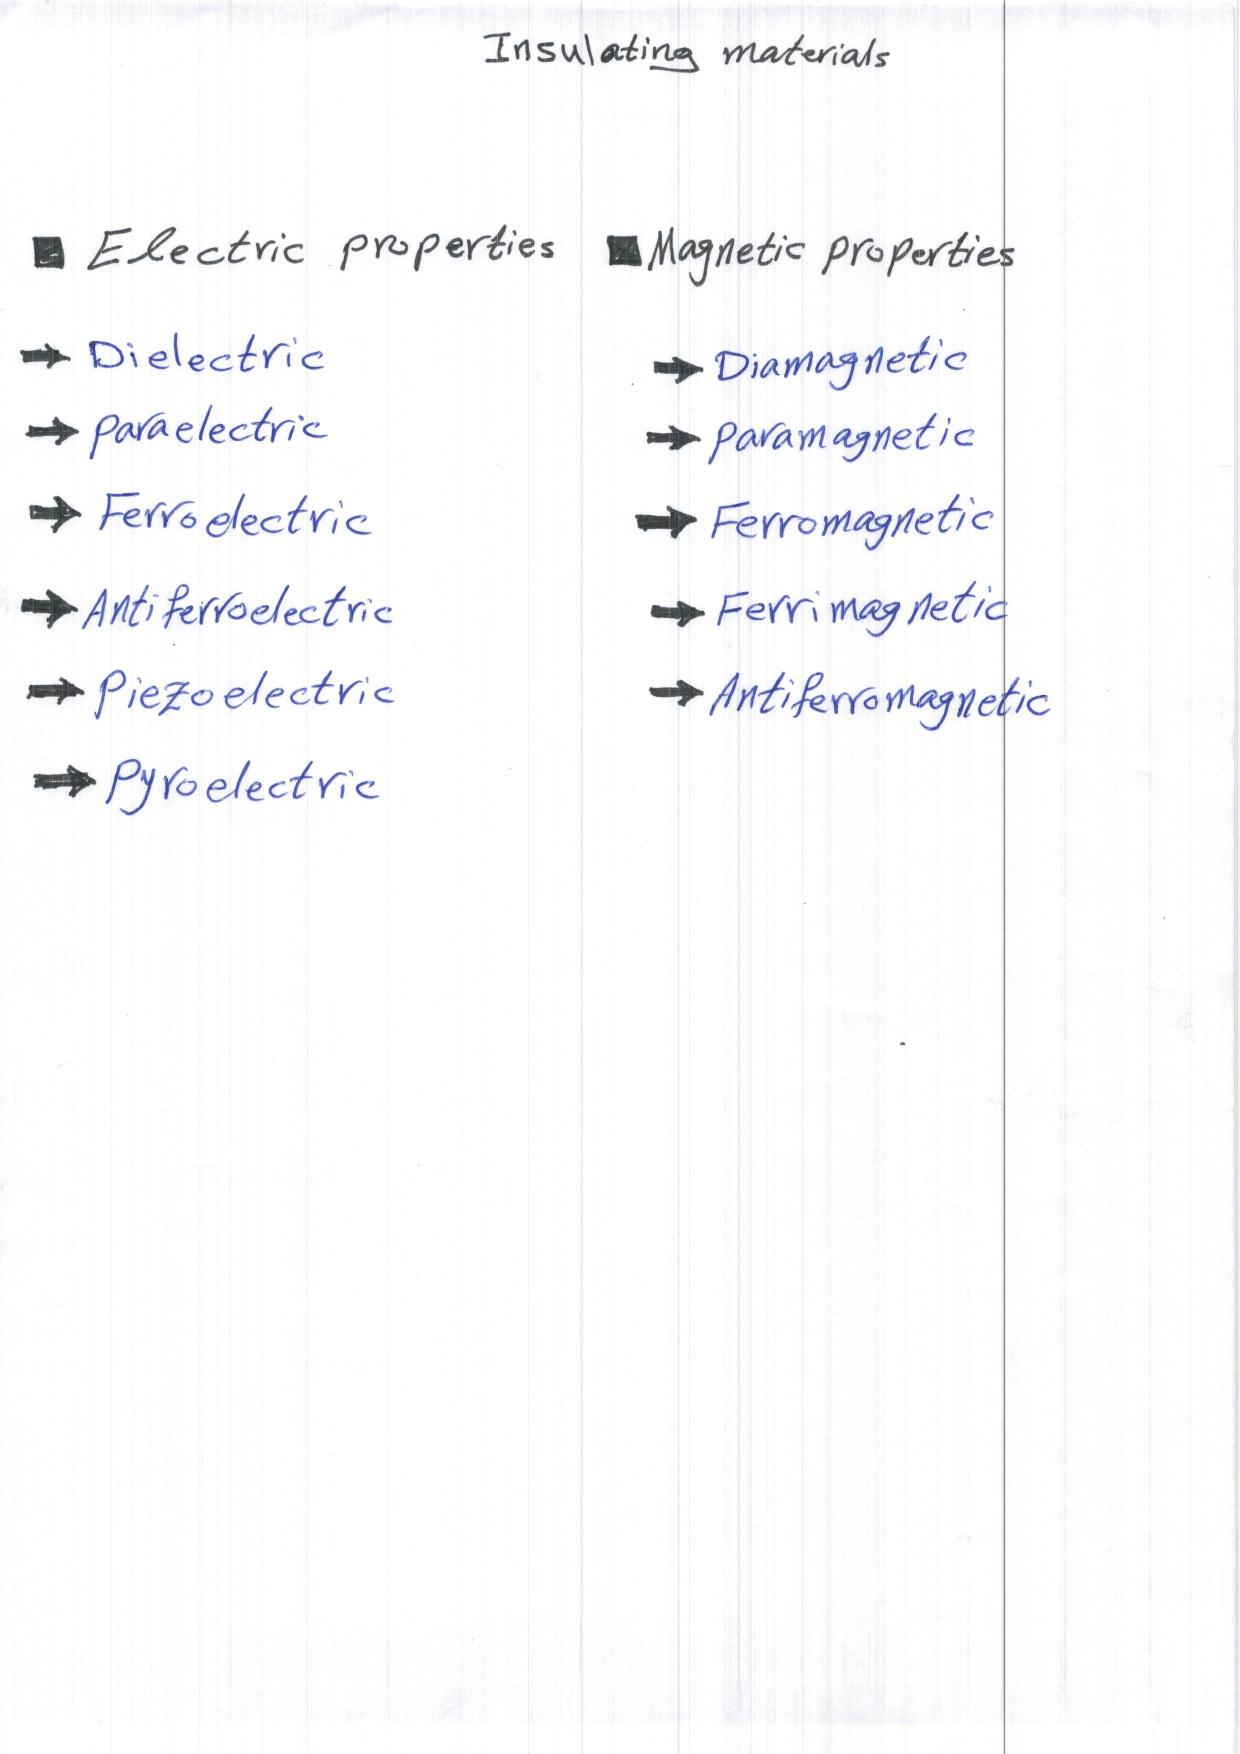 Insulating materials
■ Electric properties
➡ Dielectric
➡ paraelectric
➡ Ferroelectric
➡ Antiferroelectric
➡ Piezoelectric
➡ Pyroelectric
■ Magnetic properties
➡ Diamagnetic
➡ paramagnetic
➡ Ferromagnetic
➡ Ferrimagnetic
➡ Antiferromagnetic